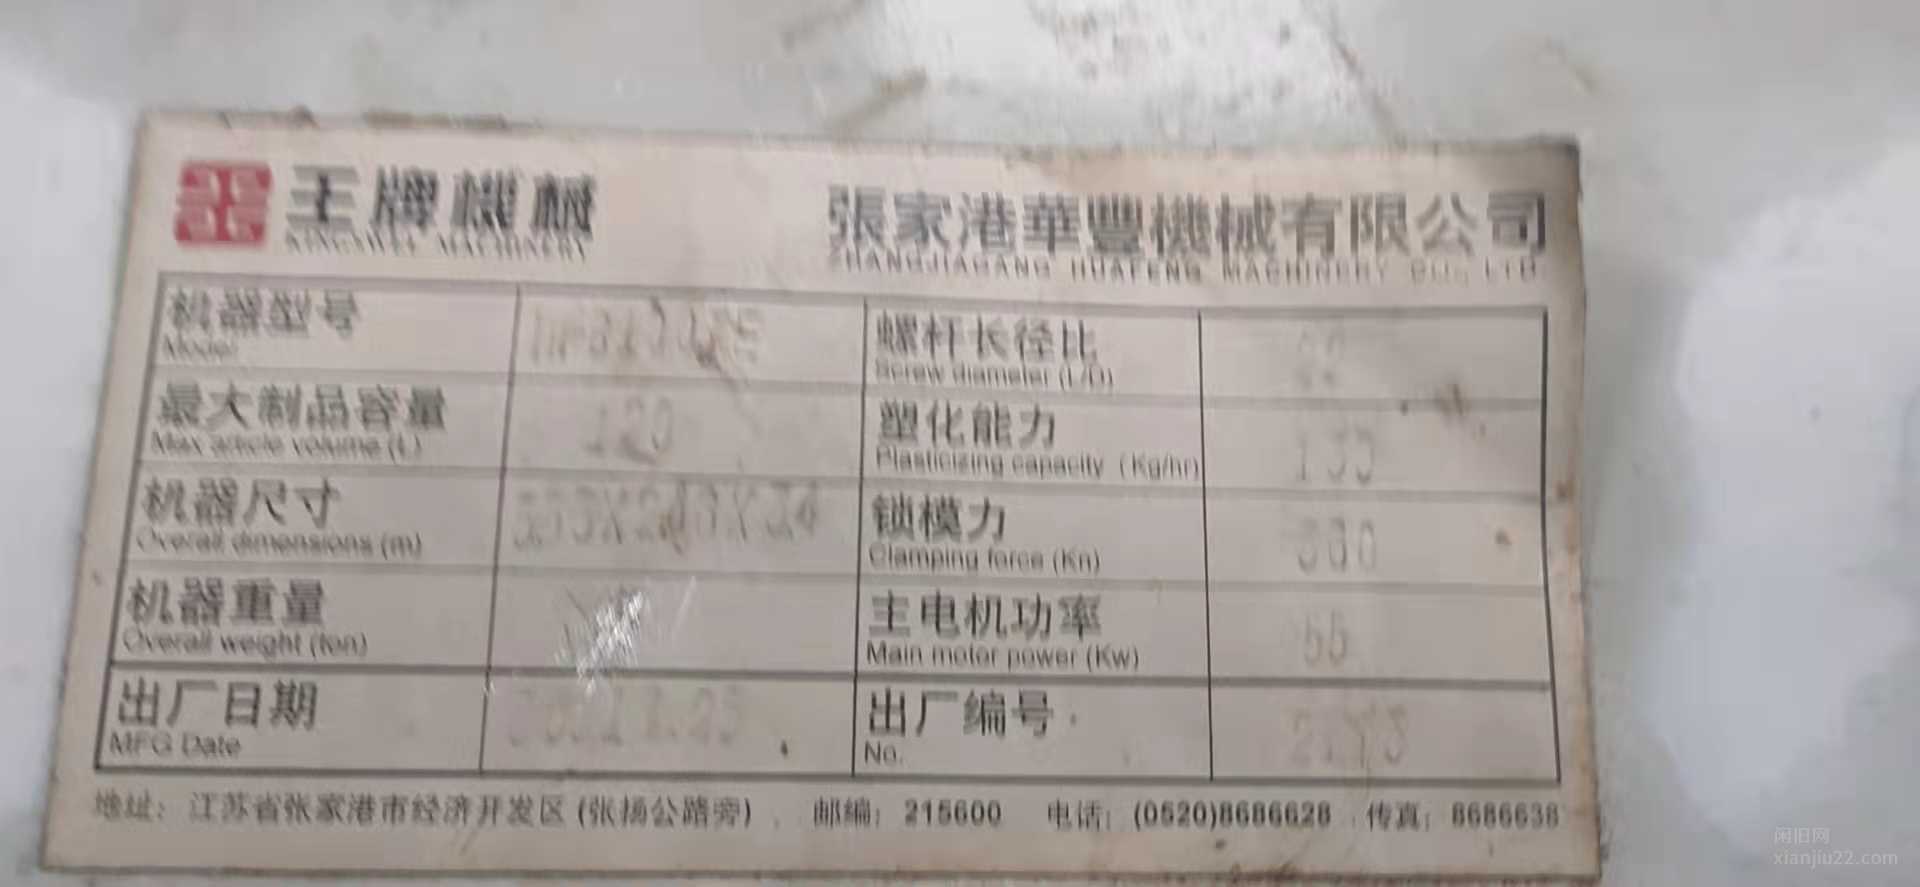 王牌機械
張家港華豐機械有限公司
ZHANGJIAGANG HUAFENG MACHINERY CO., LTD.
机器型号
Model
螺杆长径比
Screw diameter (L/D)
22
最大制品容量
Max article volume (L)
120
塑化能力
Plasticizing capacity (Kg/hr)
机器尺寸
Overall dimensions (m)
锁模力
Clamping force (Kn)
机器重量
Overall weight (ton)
主电机功率
Main motor power (Kw)
55
出厂日期
MFG Date
出厂编号
No.
地址: 江苏省张家港市经济开发区 (张扬公路旁) 邮编: 215600 电话: (0520)8686628 传真: 8686638
闲旧网
xianjiu22.com